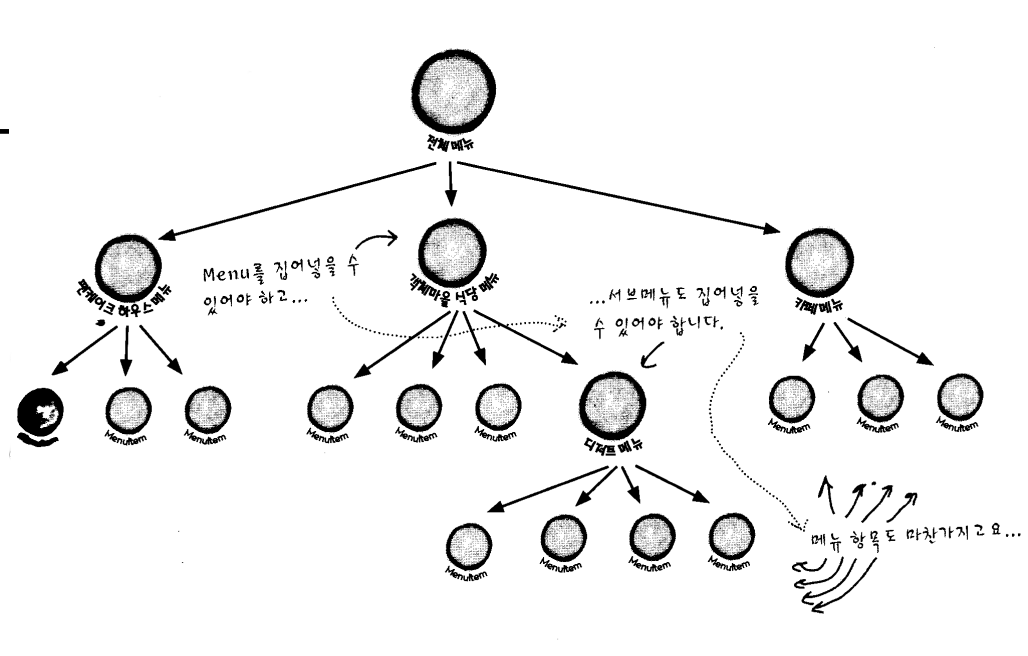 전체 메뉴
팬케이크 하우스 메뉴
객체마을 식당 메뉴
카페 메뉴
Menu를 집어넣을 수
있어야 하고...
...서브메뉴도 집어넣을
수 있어야 합니다.
MenuItem
MenuItem
MenuItem
MenuItem
MenuItem
디저트 메뉴
MenuItem
MenuItem
MenuItem
MenuItem
MenuItem
MenuItem
MenuItem
메뉴 항목도 마찬가지고요...